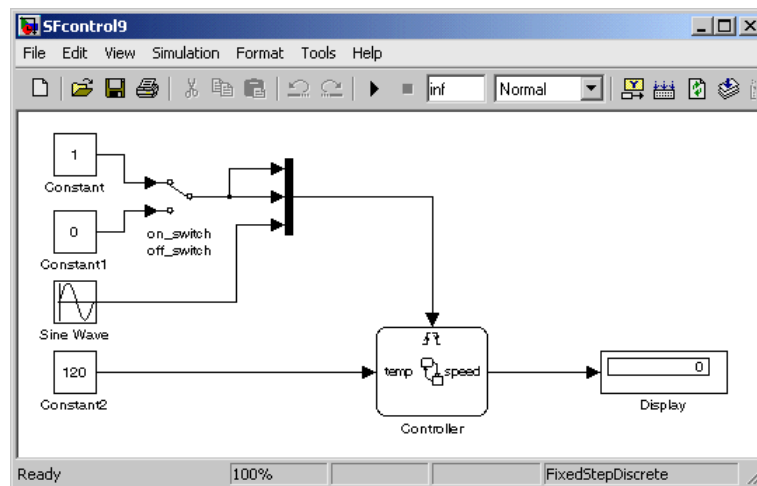 SFcontrol9
File Edit View Simulation Format Tools Help
inf Normal
1
Constant
0
Constant1
on_switch
off_switch
Sine Wave
120
Constant2
temp speed
Controller
0
Display
Ready 100% FixedStepDiscrete